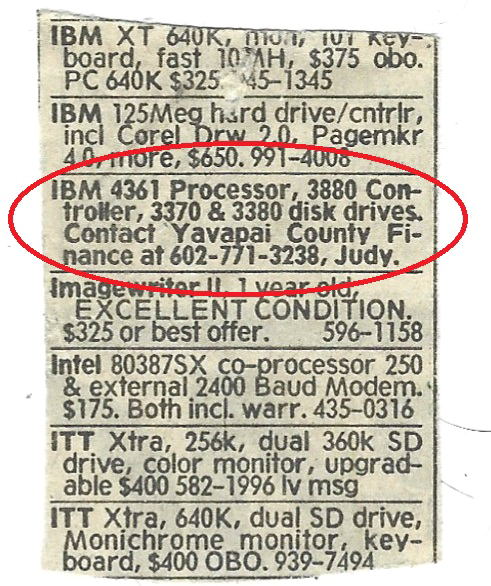 IBM XT 640K, mon, 101 key-
board, fast 10MH, $375 obo.
PC 640K $325. 45-1345
IBM 125Meg hard drive/cntrlr,
incl Corel Drw 2.0, Pagemkr
4.0, more, $650. 991-4008
IBM 4361 Processor, 3880 Con-
troller, 3370 & 3380 disk drives.
Contact Yavapai County Fi-
nance at 602-771-3238, Judy.
Imagewriter II, 1 year old,
EXCELLENT CONDITION.
$325 or best offer. 596-1158
Intel 80387SX co-processor 250
& external 2400 Baud Modem.
$175. Both incl. warr. 435-0316
ITT Xtra, 256k, dual 360k SD
drive, color monitor, upgrad-
able $400 582-1996 lv msg
ITT Xtra, 640K, dual SD drive,
Monichrome monitor, key-
board, $400 OBO. 939-7494